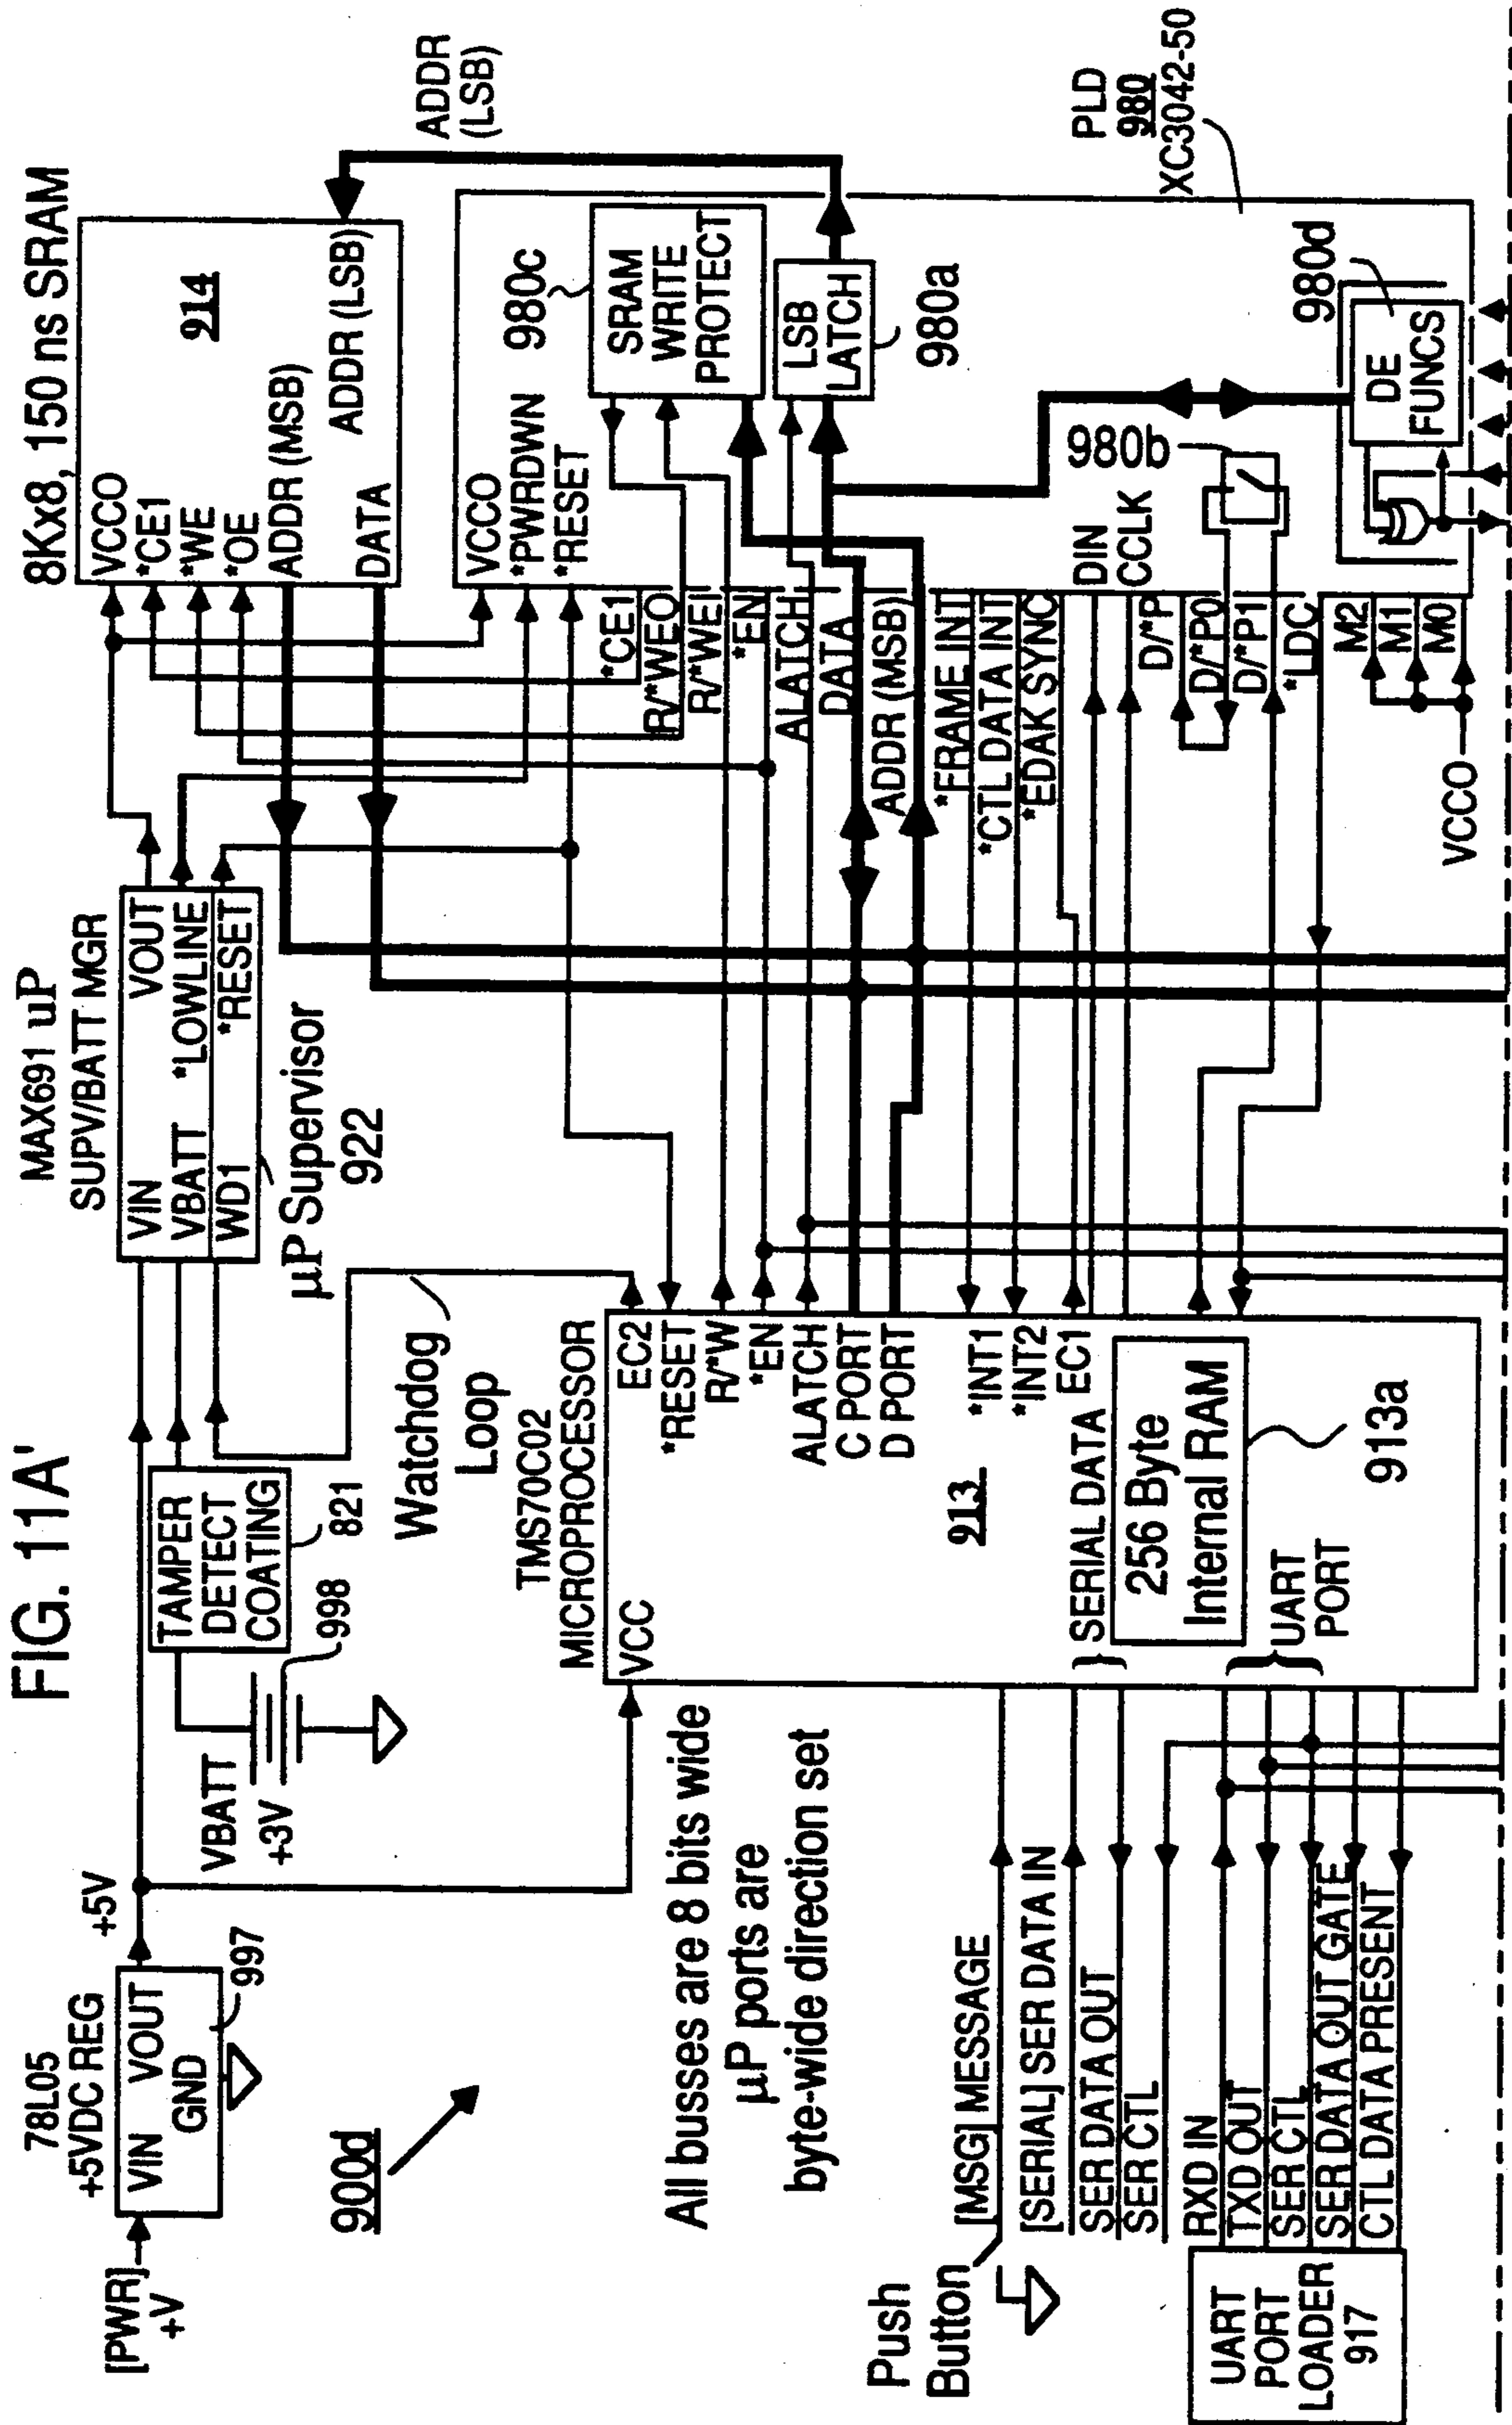 FIG. 11A'
[PWR]
+V
78L05
+5VDC REG
VIN VOUT
GND
997
+5V
VBATT
+3V
998
TAMPER
DETECT
COATING
821
MAX691 uP
SUPV/BATT MGR
VIN VOUT
VBATT *LOWLINE
WD1 *RESET
µP Supervisor
922
8Kx8, 150 ns SRAM
VCCO
*CE1
*WE
*OE
ADDR (MSB)
ADDR (LSB)
DATA
914
ADDR
(LSB)
900d
All busses are 8 bits wide
µP ports are
byte-wide direction set
Watchdog
Loop
TMS70C02
MICROPROCESSOR
VCC
EC2
*RESET
R/*W
*EN
ALATCH
C PORT
D PORT
*INT1
*INT2
EC1
913
SERIAL DATA
256 Byte
Internal RAM
913a
UART
PORT
Push
Button
[MSG] MESSAGE
[SERIAL] SER DATA IN
SER DATA OUT
SER CTL
RXD IN
TXD OUT
SER CTL
SER DATA OUT GATE
CTL DATA PRESENT
UART
PORT
LOADER
917
VCCO
*PWRDWN
*RESET
*CE1
R/*WEO
R/*WEI
*EN
ALATCH
DATA
ADDR (MSB)
*FRAME INT
*CTL DATA INT
*EDAK SYNC
DIN
CCLK
D/*P
D/*P0
D/*P1
*LDC
M2
M1
M0
VCCO
980c
SRAM
WRITE
PROTECT
LSB
LATCH
980a
980b
980d
DE
FUNCS
PLD
980
XC3042-50